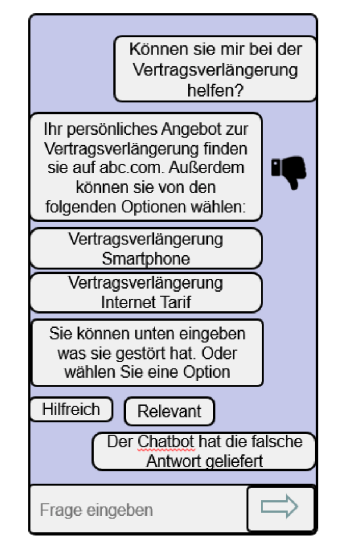 Können sie mir bei der
Vertragsverlängerung
helfen?
Ihr persönliches Angebot zur
Vertragsverlängerung finden
sie auf abc.com. Außerdem
können sie von den
folgenden Optionen wählen:
Vertragsverlängerung
Smartphone
Vertragsverlängerung
Internet Tarif
Sie können unten eingeben
was sie gestört hat. Oder
wählen Sie eine Option
Hilfreich
Relevant
Der Chatbot hat die falsche
Antwort geliefert
Frage eingeben